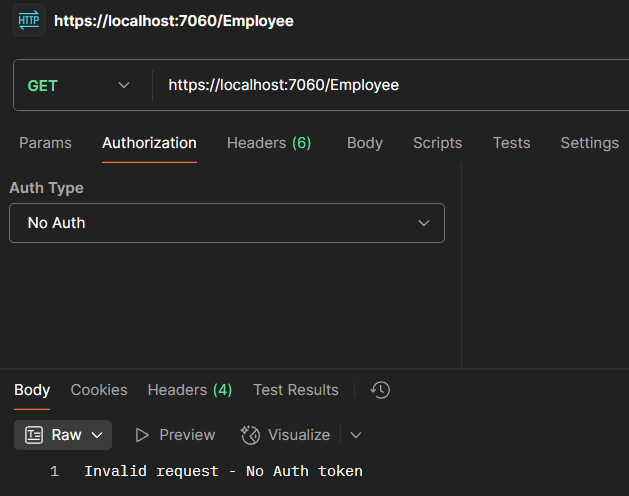 HTTP https://localhost:7060/Employee
GET https://localhost:7060/Employee
Params Authorization Headers (6) Body Scripts Tests Settings
Auth Type
No Auth
Body Cookies Headers (4) Test Results
Raw Preview Visualize
1 Invalid request - No Auth token